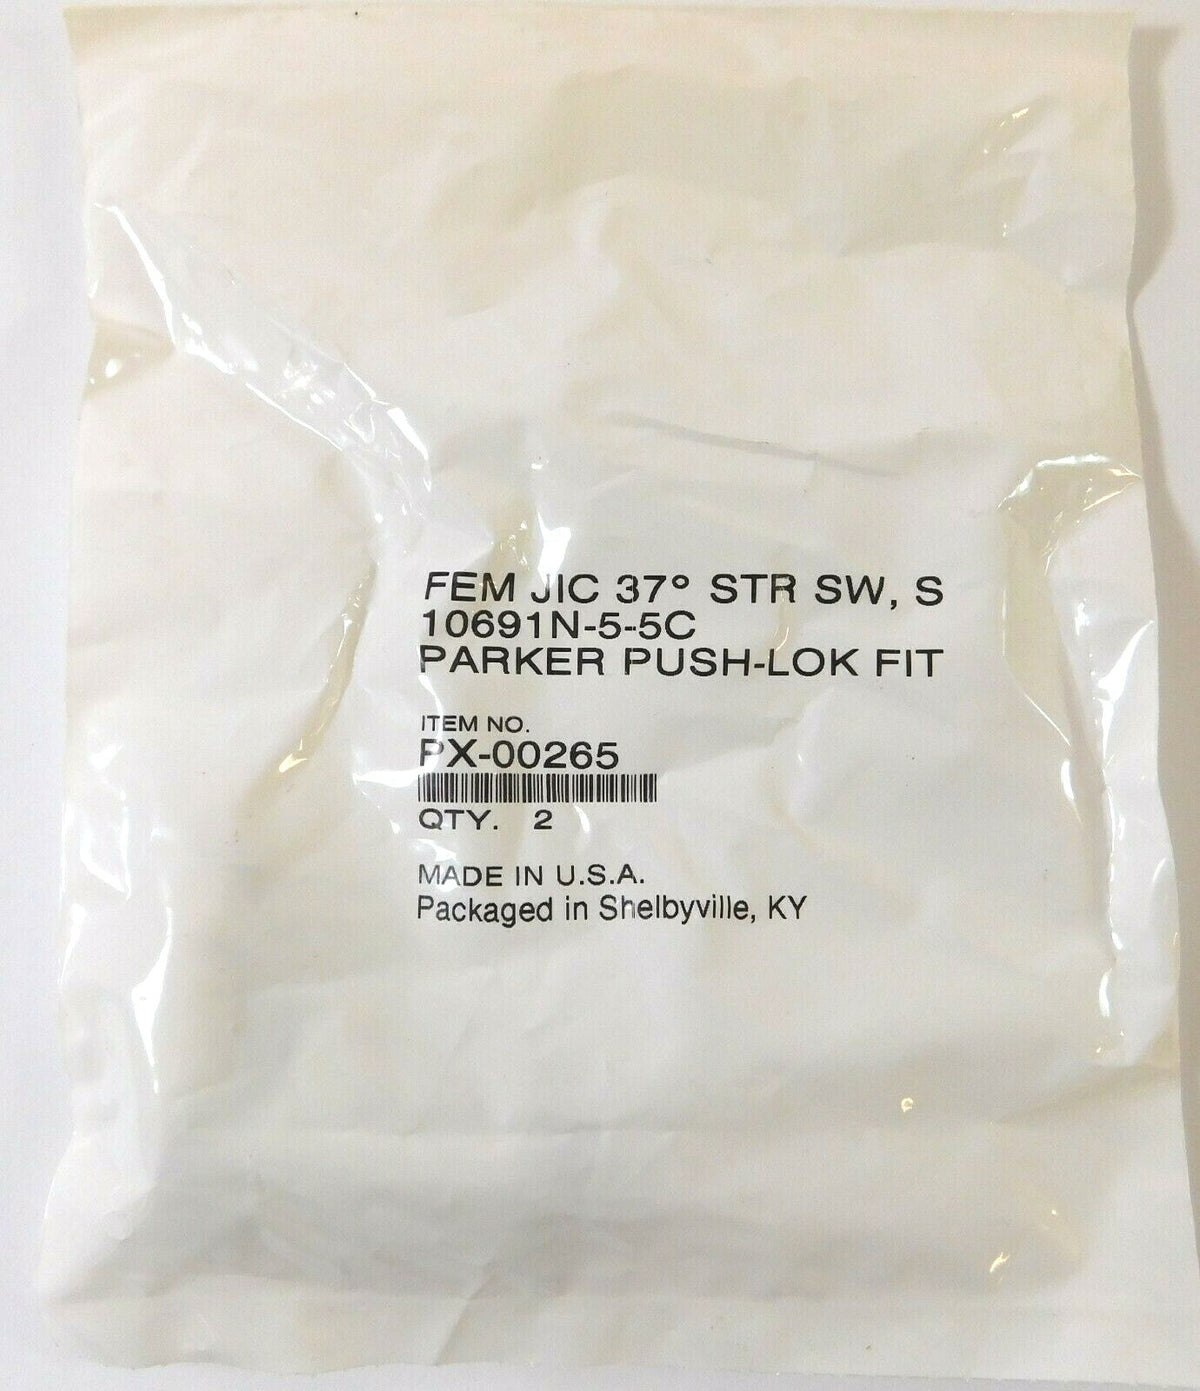 FEM JIC 37° STR SW, S
10691N-5-5C
PARKER PUSH-LOK FIT
ITEM NO.
PX-00265
QTY. 2
MADE IN U.S.A.
Packaged in Shelbyville, KY